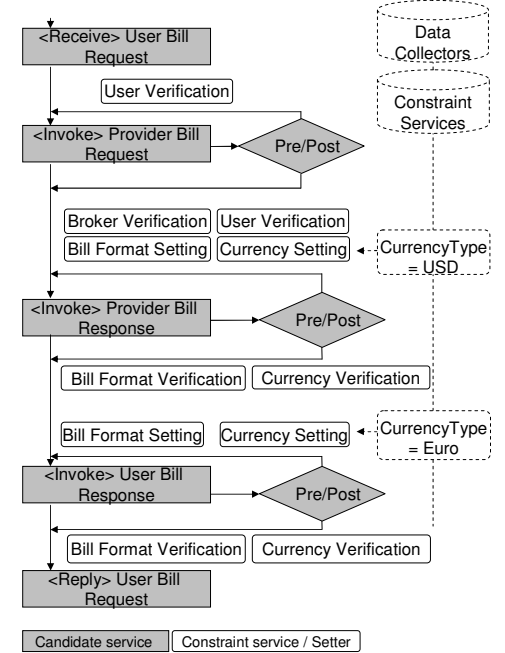 <Receive> User Bill
Request
Data
Collectors
User Verification
Constraint
Services
<Invoke> Provider Bill
Request
Pre/Post
Broker Verification
User Verification
Bill Format Setting
Currency Setting
CurrencyType
= USD
<Invoke> Provider Bill
Response
Pre/Post
Bill Format Verification
Currency Verification
Bill Format Setting
Currency Setting
CurrencyType
= Euro
<Invoke> User Bill
Response
Pre/Post
Bill Format Verification
Currency Verification
<Reply> User Bill
Request
Candidate service
Constraint service / Setter